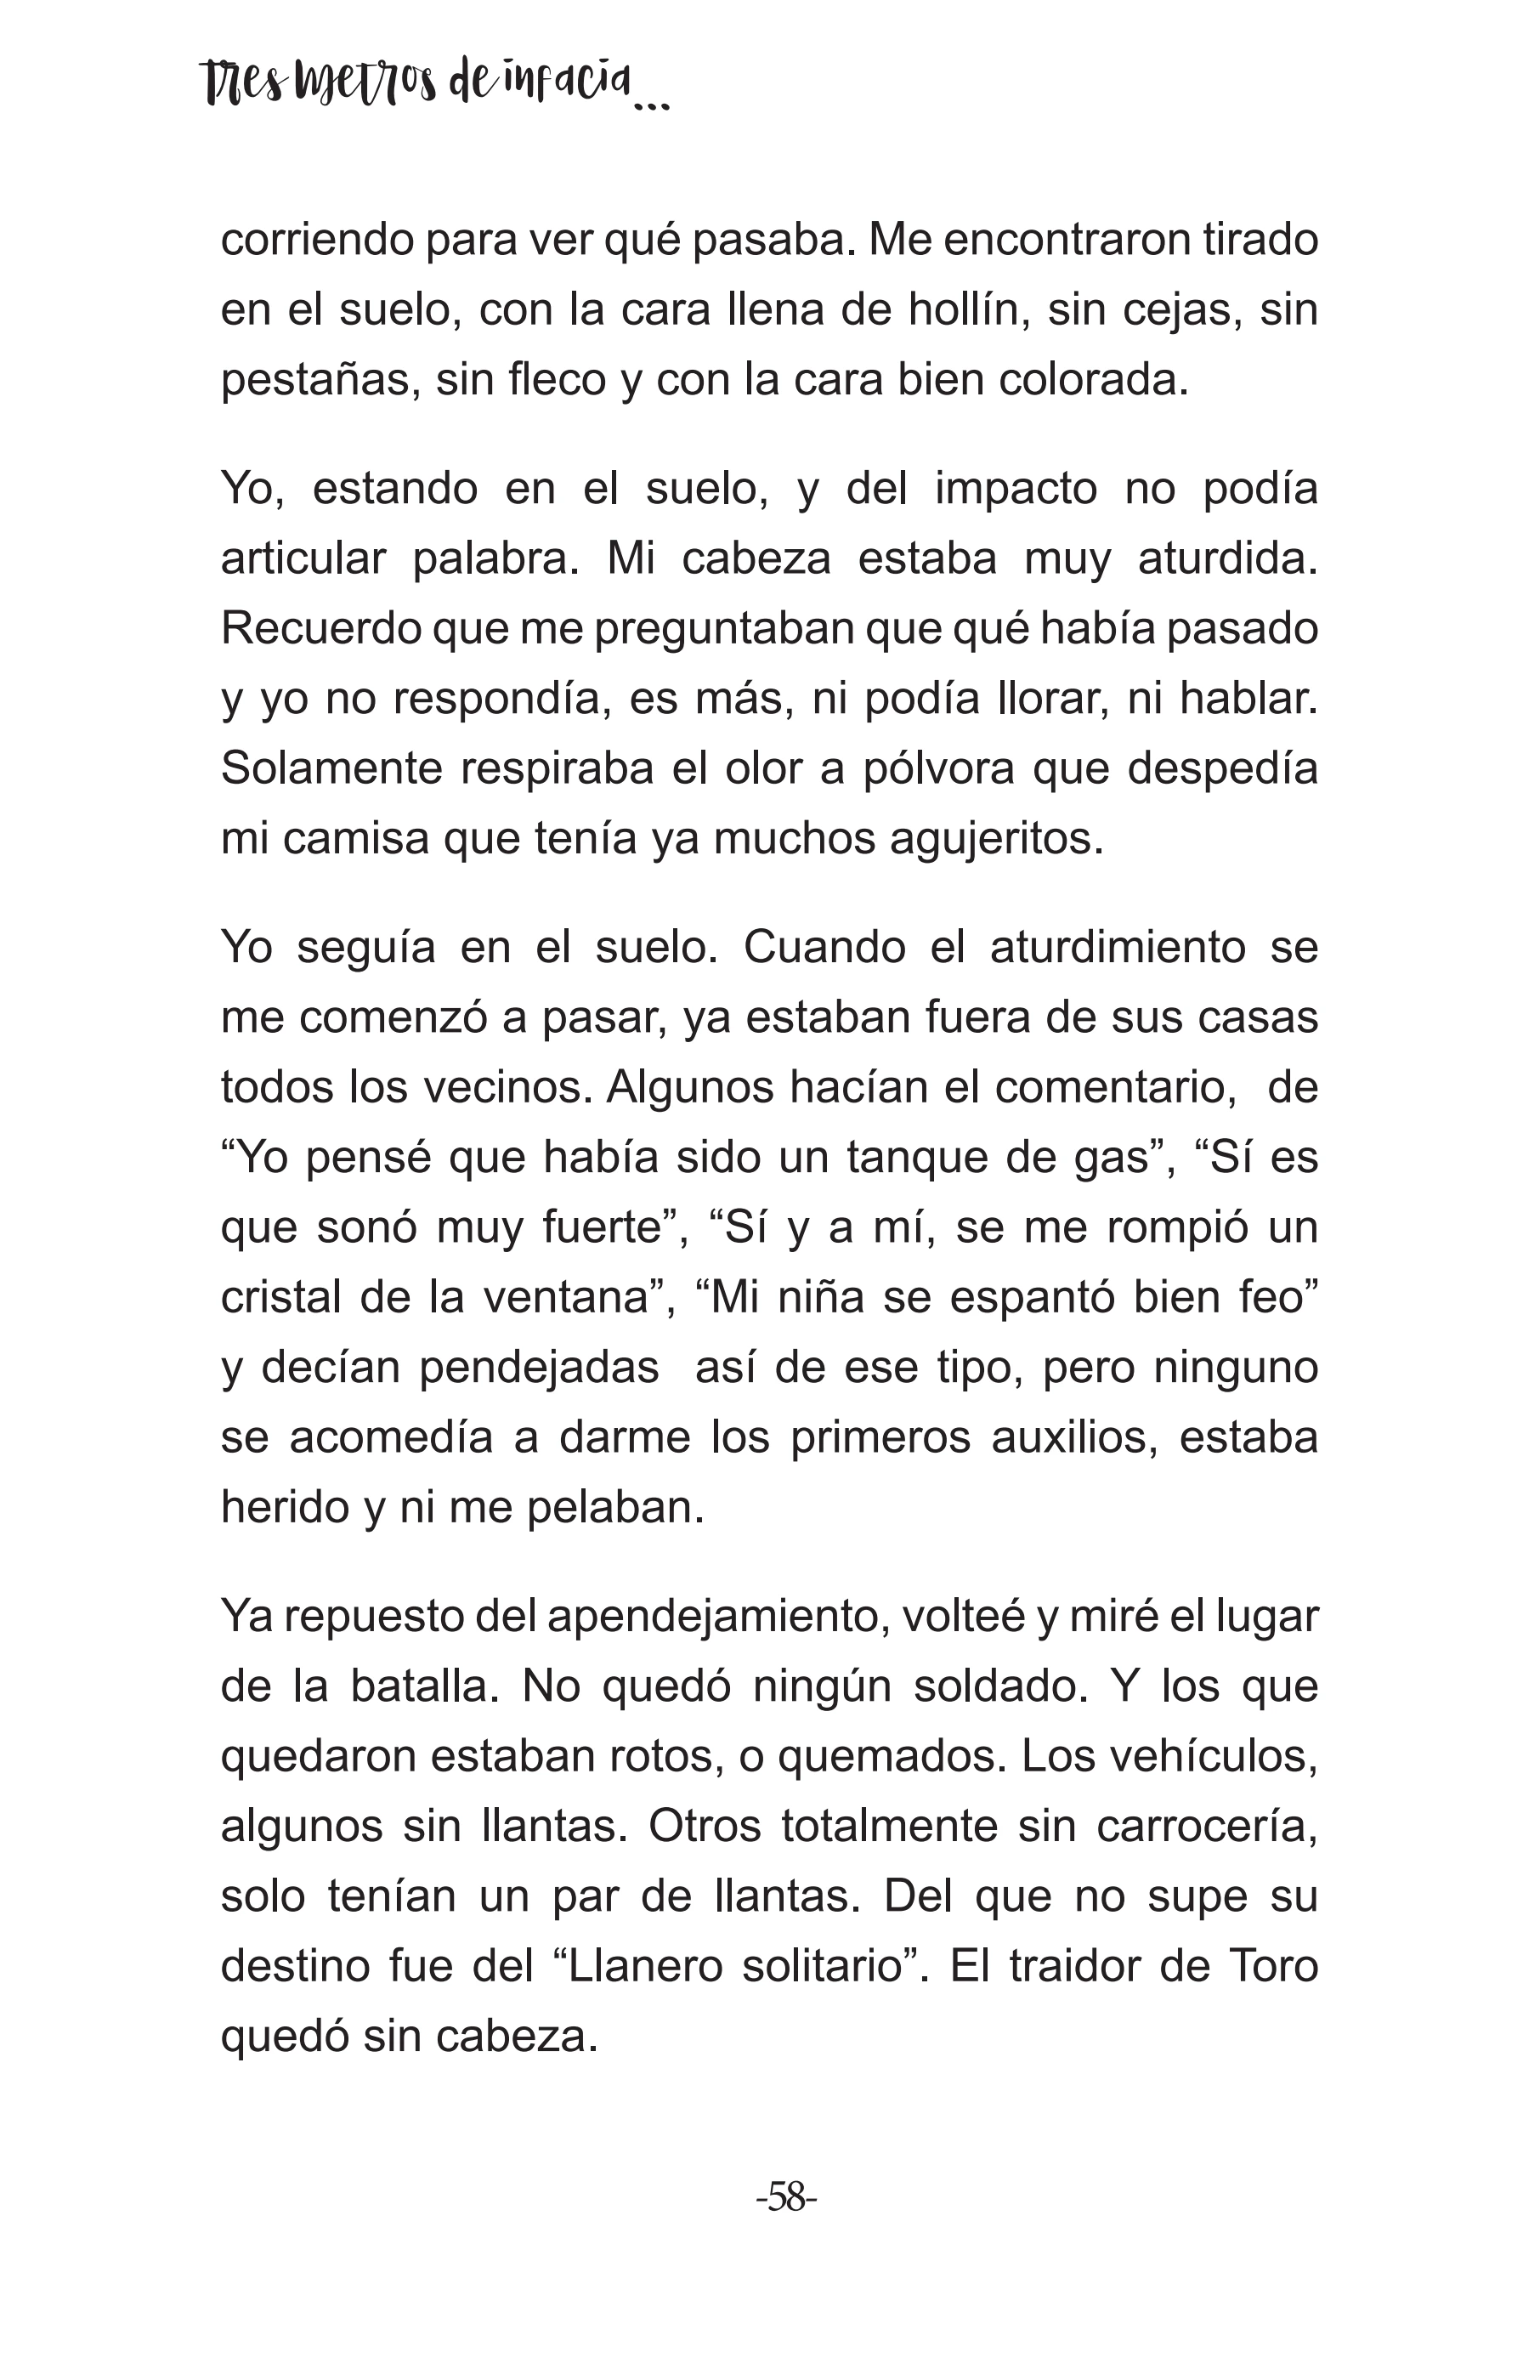 Tres metros de infacia...
corriendo para ver qué pasaba. Me encontraron tirado
en el suelo, con la cara llena de hollín, sin cejas, sin
pestañas, sin fleco y con la cara bien colorada.
Yo, estando en el suelo, y del impacto no podía
articular palabra. Mi cabeza estaba muy aturdida.
Recuerdo que me preguntaban que qué había pasado
y yo no respondía, es más, ni podía llorar, ni hablar.
Solamente respiraba el olor a pólvora que despedía
mi camisa que tenía ya muchos agujeritos.
Yo seguía en el suelo. Cuando el aturdimiento se
me comenzó a pasar, ya estaban fuera de sus casas
todos los vecinos. Algunos hacían el comentario,  de
“Yo pensé que había sido un tanque de gas”, “Sí es
que sonó muy fuerte”, “Sí y a mí, se me rompió un
cristal de la ventana”, “Mi niña se espantó bien feo”
y decían pendejadas  así de ese tipo, pero ninguno
se acomedía a darme los primeros auxilios, estaba
herido y ni me pelaban.
Ya repuesto del apendejamiento, volteé y miré el lugar
de la batalla. No quedó ningún soldado. Y los que
quedaron estaban rotos, o quemados. Los vehículos,
algunos sin llantas. Otros totalmente sin carrocería,
solo tenían un par de llantas. Del que no supe su
destino fue del “Llanero solitario”. El traidor de Toro
quedó sin cabeza.
-58-